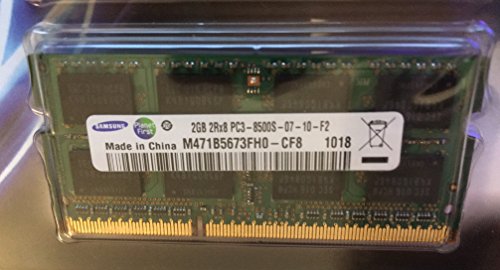 SAMSUNG
Planet First
2GB 2Rx8 PC3-8500S-07-10-F2
Made in China M471B5673FH0-CF8 1018